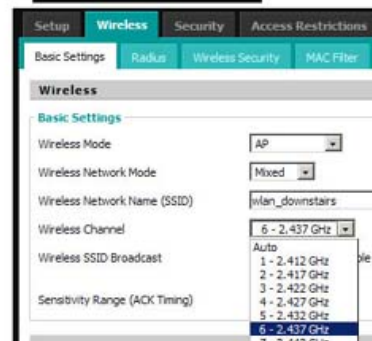 Setup Wireless Security Access Restrictions
Basic Settings Radius Wireless Security MAC Filter
Wireless
Basic Settings
Wireless Mode AP
Wireless Network Mode Mixed
Wireless Network Name (SSID) wlan_downstairs
Wireless Channel 6 - 2.437 GHz
Auto
Wireless SSID Broadcast
1 - 2.412 GHz
2 - 2.417 GHz
3 - 2.422 GHz
Sensitivity Range (ACK Timing) 4 - 2.427 GHz
5 - 2.432 GHz
6 - 2.437 GHz